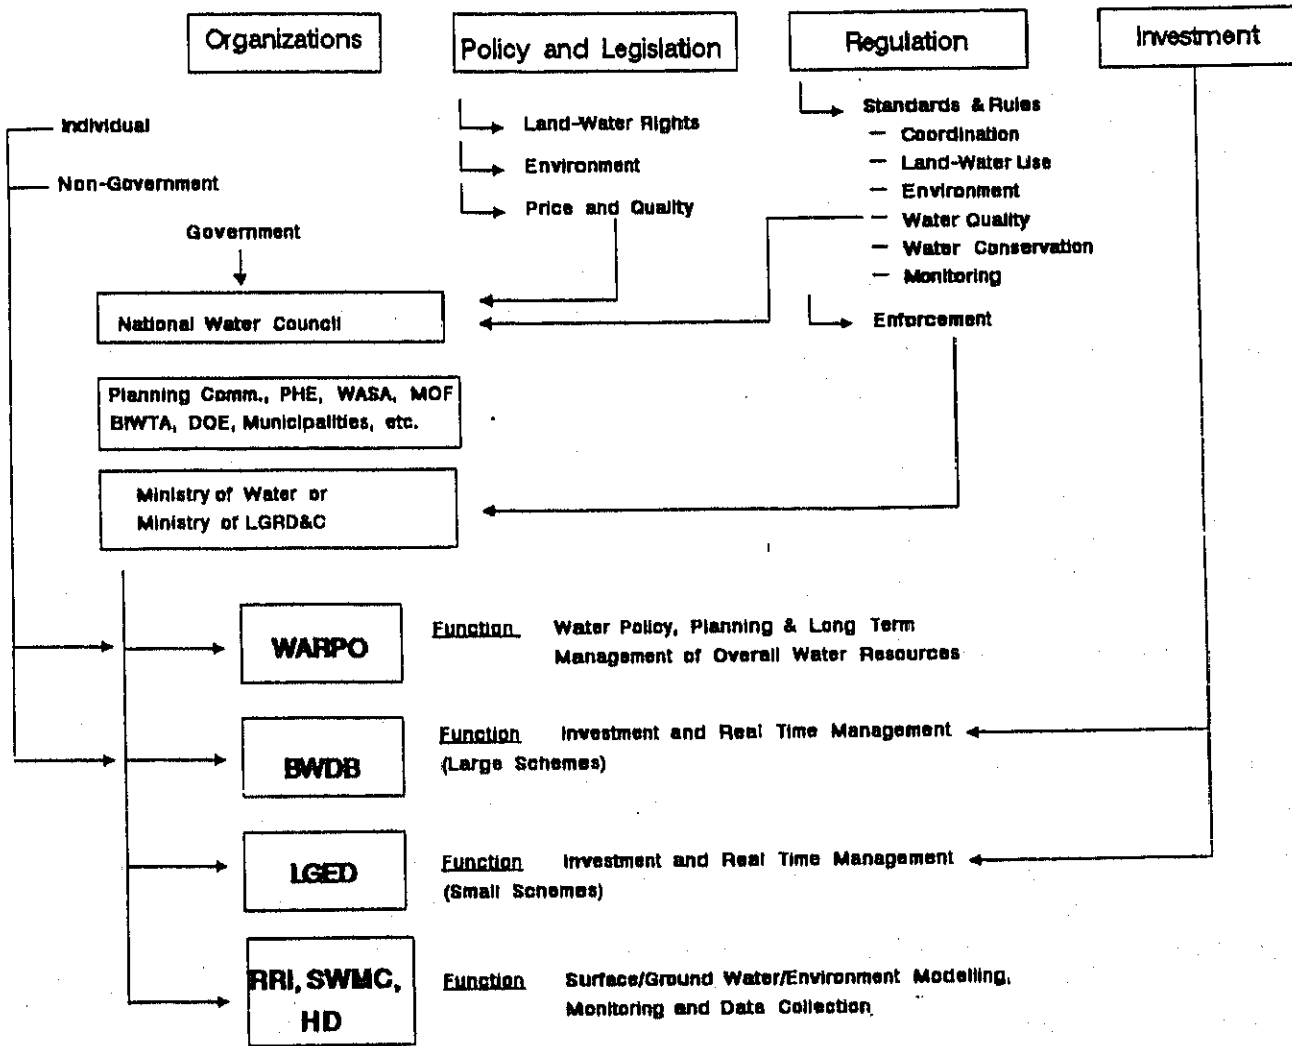 Organizations
Policy and Legislation
Regulation
Investment
Individual
Non-Government
Government
Land-Water Rights
Environment
Price and Quality
Standards & Rules
— Coordination
— Land-Water Use
— Environment
— Water Quality
— Water Conservation
— Monitoring
Enforcement
National Water Council
Planning Comm., PHE, WASA, MOF
BIWTA, DOE, Municipalities, etc.
Ministry of Water or
Ministry of LGRD&C
WARPO
Function Water Policy, Planning & Long Term
Management of Overall Water Resources
BWDB
Function Investment and Real Time Management
(Large Schemes)
LGED
Function Investment and Real Time Management
(Small Schemes)
RRI, SWMC,
HD
Function Surface/Ground Water/Environment Modelling,
Monitoring and Data Collection